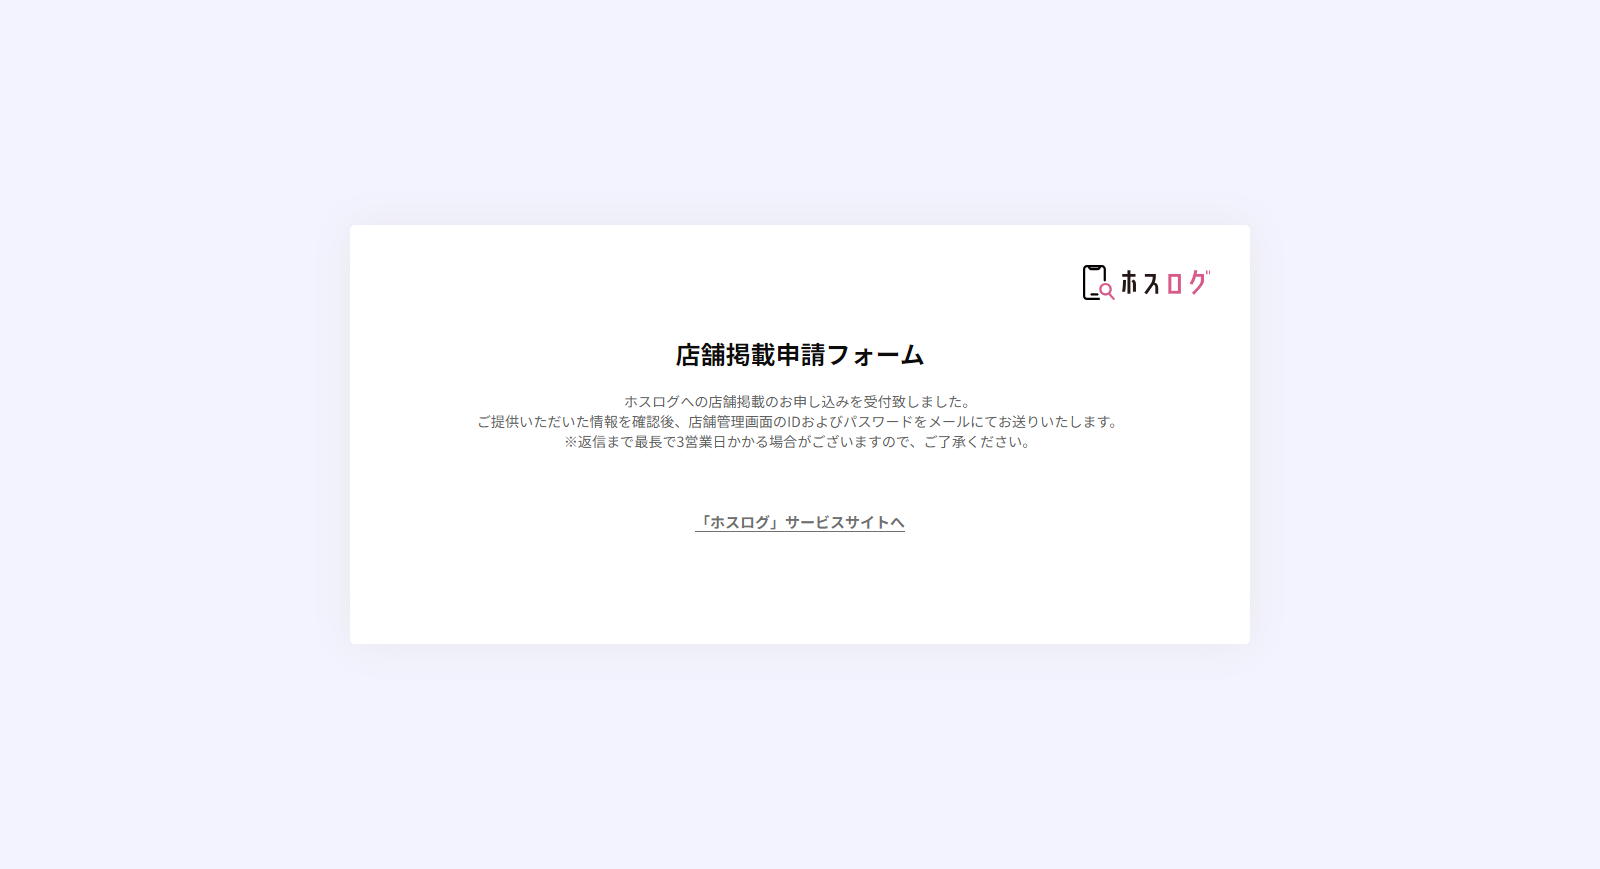 ホスログ
店舗掲載申請フォーム
ホスログへの店舗掲載のお申し込みを受付致しました。
ご提供いただいた情報を確認後、店舗管理画面のIDおよびパスワードをメールにてお送りいたします。
※返信まで最長で3営業日かかる場合がございますので、ご了承ください。
「ホスログ」サービスサイトへ